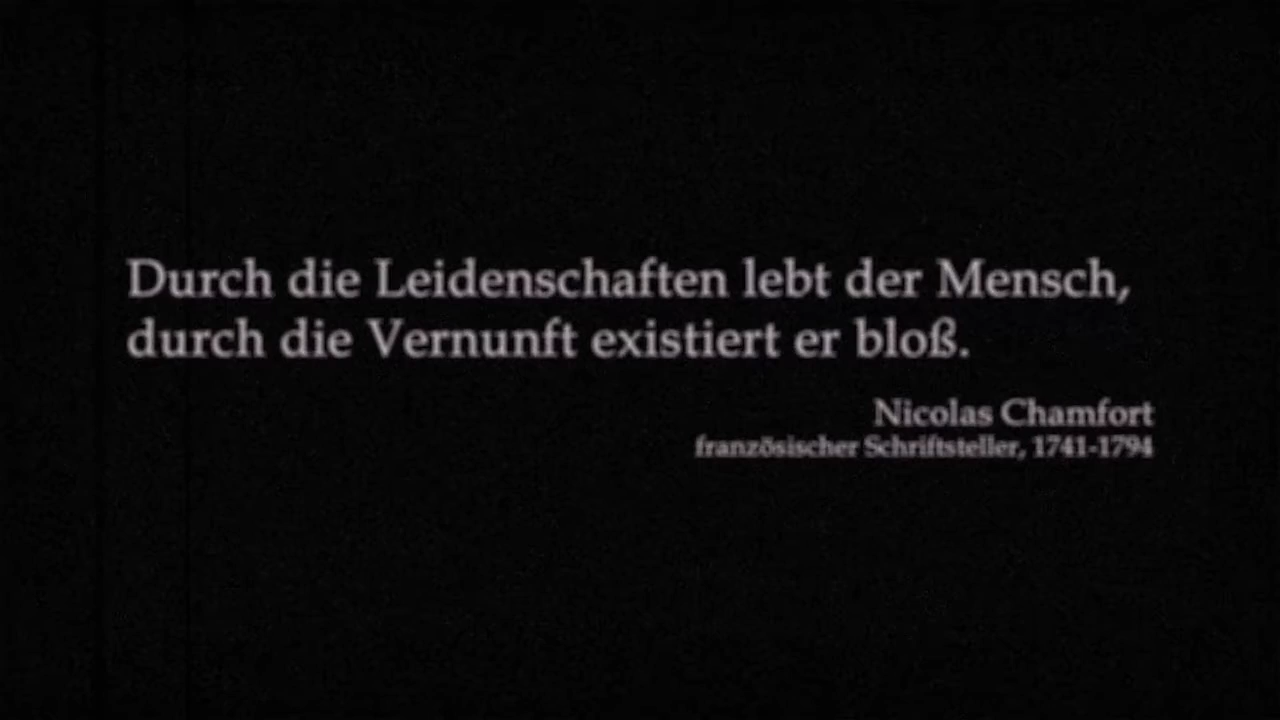 Durch die Leidenschaften lebt der Mensch,
durch die Vernunft existiert er bloß.
Nicolas Chamfort
französischer Schriftsteller, 1741-1794